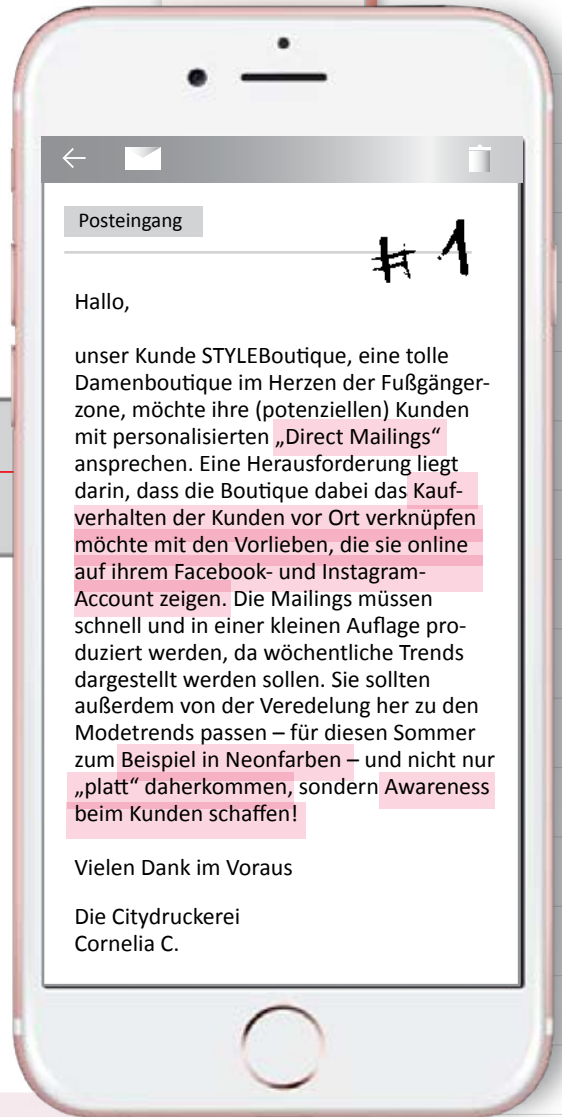 Posteingang
# 1
Hallo,
unser Kunde STYLEBoutique, eine tolle
Damenboutique im Herzen der Fußgänger-
zone, möchte ihre (potenziellen) Kunden
mit personalisierten „Direct Mailings“
ansprechen. Eine Herausforderung liegt
darin, dass die Boutique dabei das Kauf-
verhalten der Kunden vor Ort verknüpfen
möchte mit den Vorlieben, die sie online
auf ihrem Facebook- und Instagram-
Account zeigen. Die Mailings müssen
schnell und in einer kleinen Auflage pro-
duziert werden, da wöchentliche Trends
dargestellt werden sollen. Sie sollten
außerdem von der Veredelung her zu den
Modetrends passen – für diesen Sommer
zum Beispiel in Neonfarben – und nicht nur
„platt“ daherkommen, sondern Awareness
beim Kunden schaffen!
Vielen Dank im Voraus
Die Citydruckerei
Cornelia C.